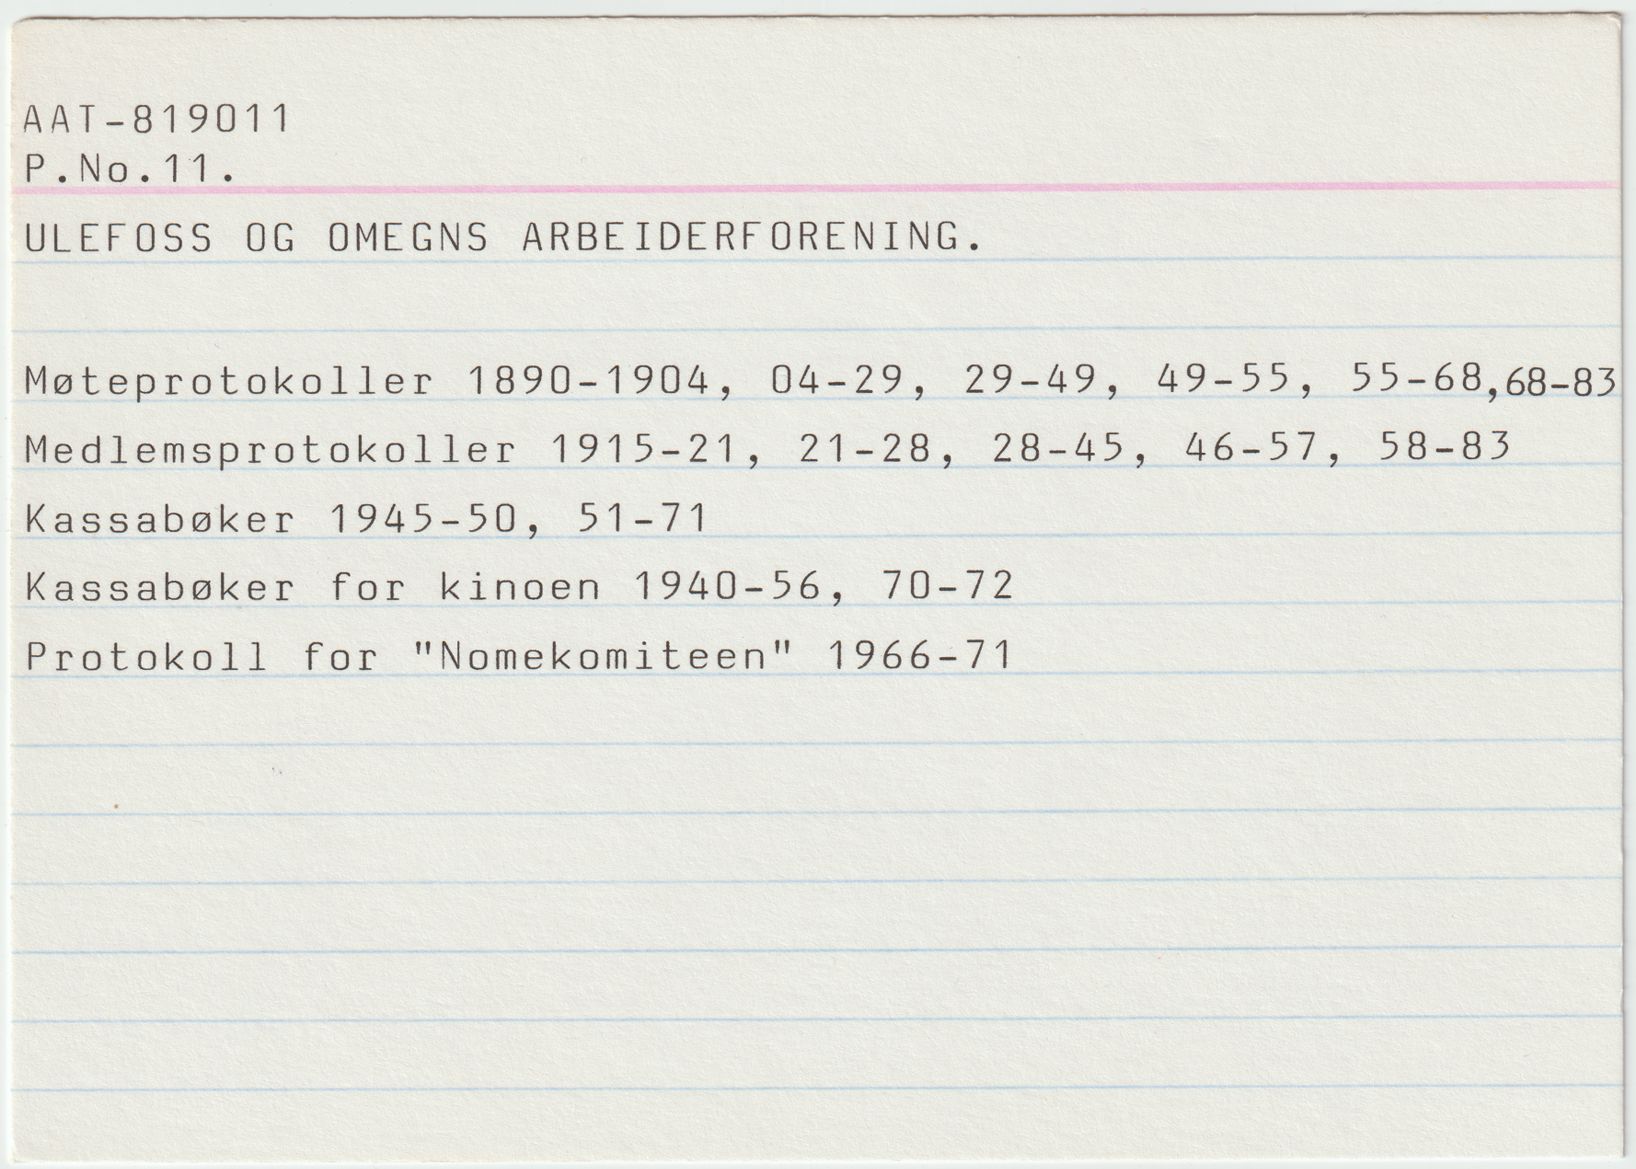 AAT-819011
P.No.11.
ULEFOSS OG OMEGNS ARBEIDERFORENING.
Møteprotokoller 1890-1904, 04-29, 29-49, 49-55, 55-68,68-83
Medlemsprotokoller 1915-21, 21-28, 28-45, 46-57, 58-83
Kassabøker 1945-50, 51-71
Kassabøker for kinoen 1940-56, 70-72
Protokoll for "Nomekomiteen" 1966-71